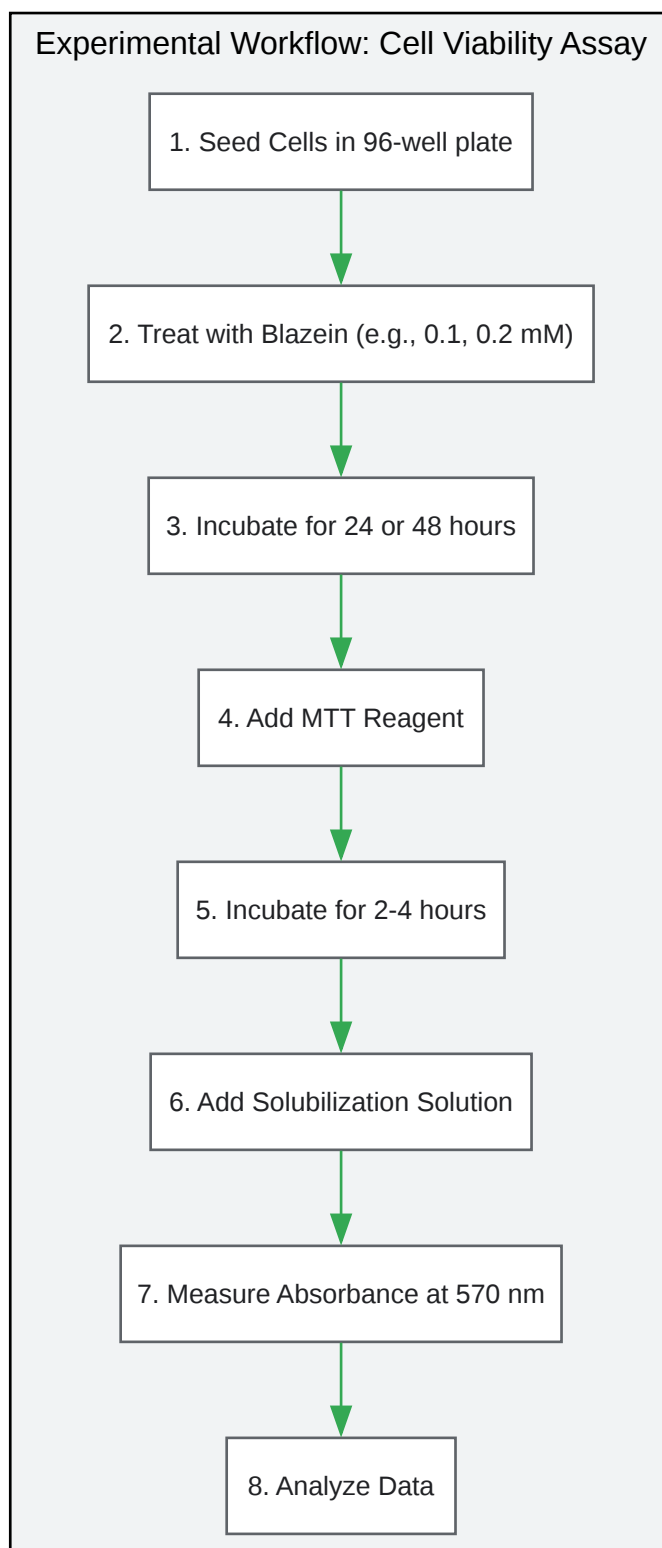 Experimental Workflow: Cell Viability Assay
1. Seed Cells in 96-well plate
2. Treat with Blazein (e.g., 0.1, 0.2 mM)
3. Incubate for 24 or 48 hours
4. Add MTT Reagent
5. Incubate for 2-4 hours
6. Add Solubilization Solution
7. Measure Absorbance at 570 nm
8. Analyze Data